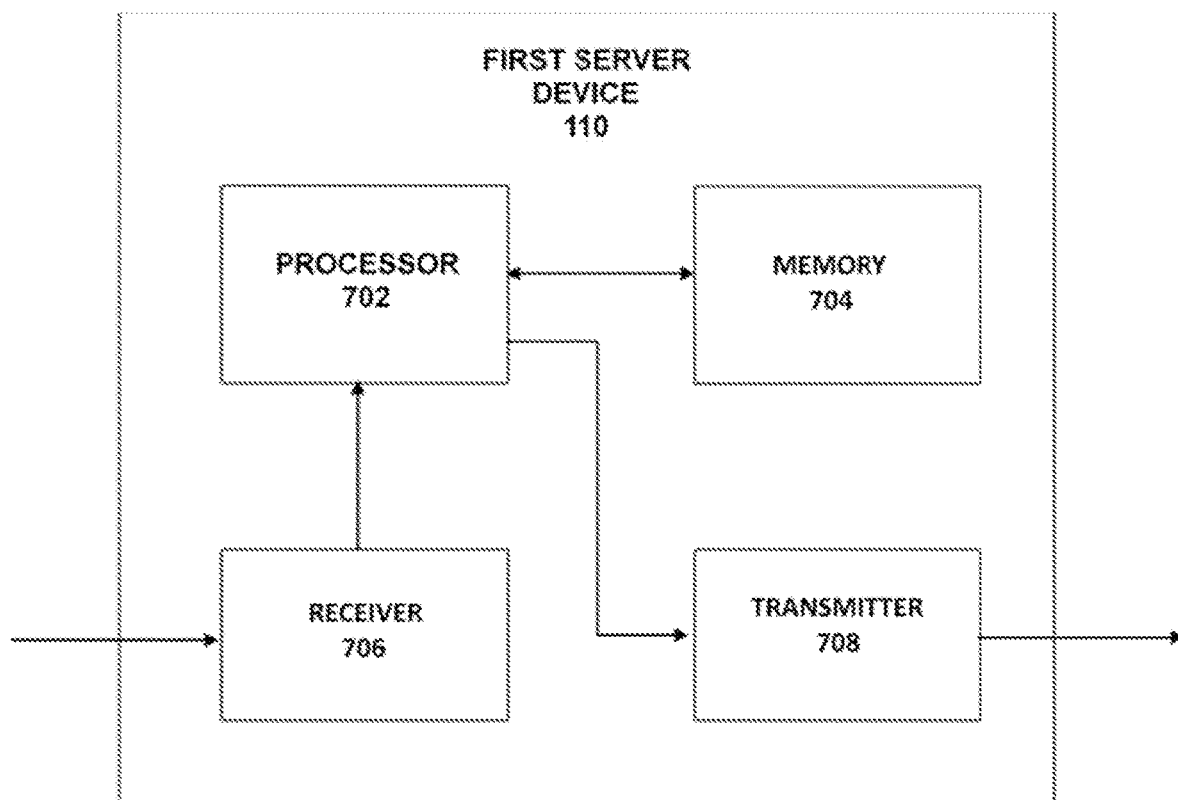 FIRST SERVER
DEVICE
110
PROCESSOR
702
MEMORY
704
RECEIVER
706
TRANSMITTER
708